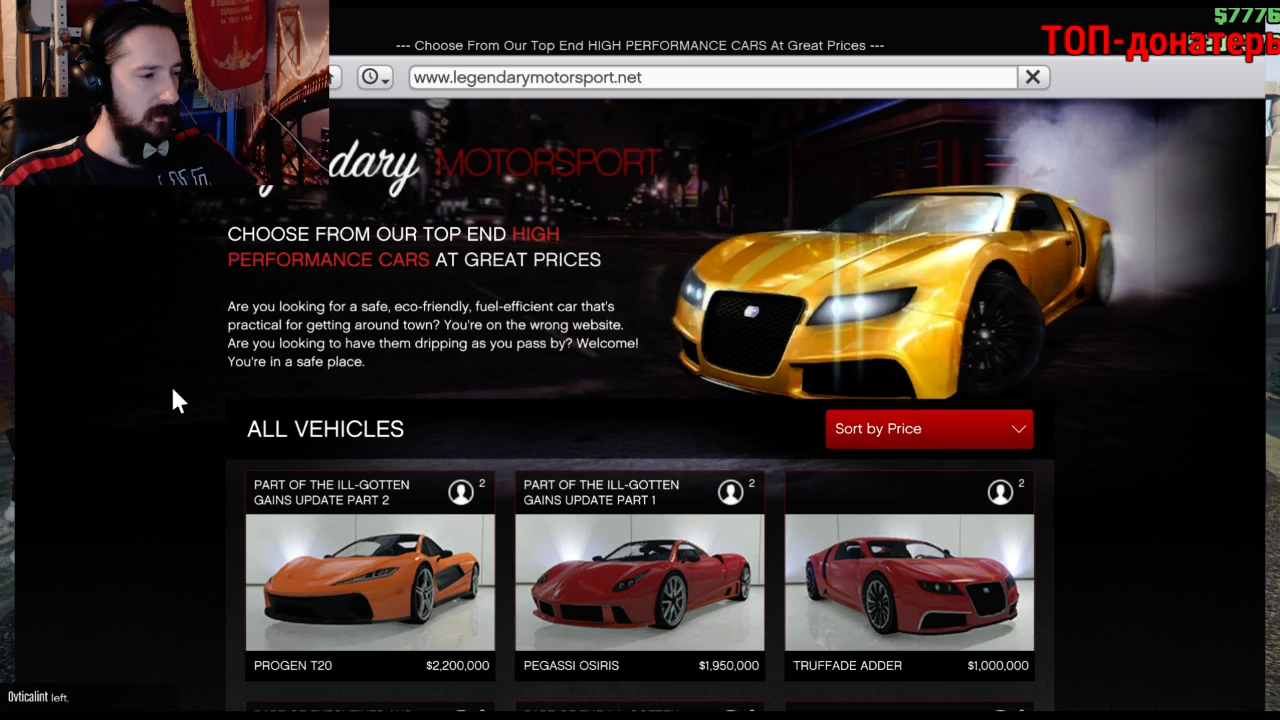 $7776
--- Choose From Our Top End HIGH PERFORMANCE CARS At Great Prices ---
ТОП-донатеры
www.legendarymotorsport.net
dary MOTORSPORT
CHOOSE FROM OUR TOP END HIGH
PERFORMANCE CARS AT GREAT PRICES
Are you looking for a safe, eco-friendly, fuel-efficient car that's
practical for getting around town? You're on the wrong website.
Are you looking to have them dripping as you pass by? Welcome!
You're in a safe place.
ALL VEHICLES
Sort by Price
PART OF THE ILL-GOTTEN
GAINS UPDATE PART 2
2
PART OF THE ILL-GOTTEN
GAINS UPDATE PART 1
2
2
PROGEN T20
$2,200,000
PEGASSI OSIRIS
$1,950,000
TRUFFADE ADDER
$1,000,000
0vticalint left.